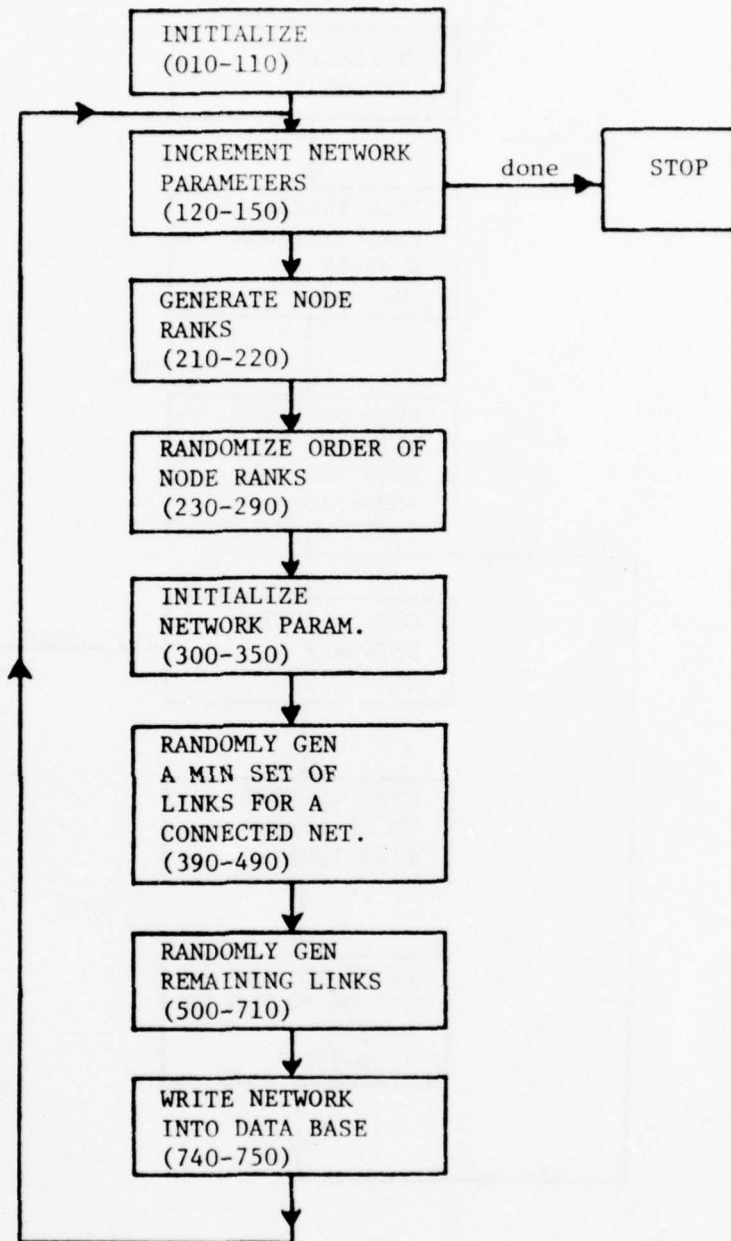 INITIALIZE
(010-110)
INCREMENT NETWORK
PARAMETERS
(120-150)
done
STOP
GENERATE NODE
RANKS
(210-220)
RANDOMIZE ORDER OF
NODE RANKS
(230-290)
INITIALIZE
NETWORK PARAM.
(300-350)
RANDOMLY GEN
A MIN SET OF
LINKS FOR A
CONNECTED NET.
(390-490)
RANDOMLY GEN
REMAINING LINKS
(500-710)
WRITE NETWORK
INTO DATA BASE
(740-750)